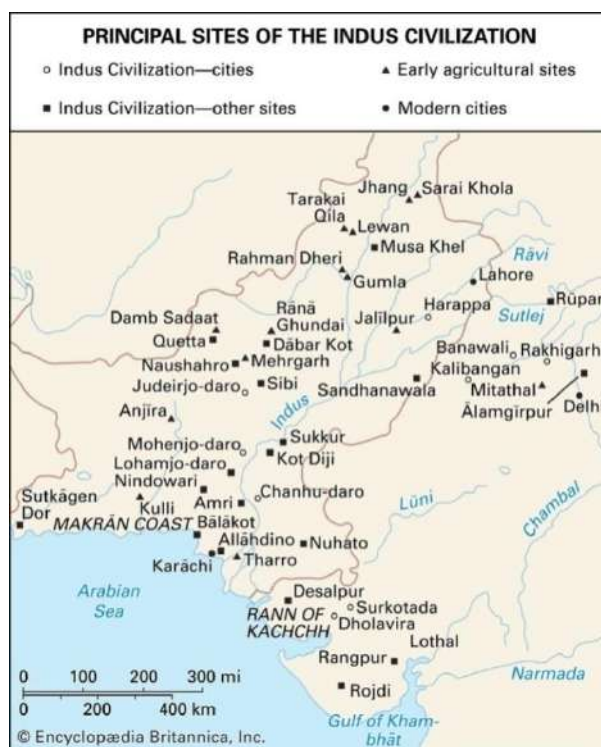 PRINCIPAL SITES OF THE INDUS CIVILIZATION
Indus Civilization—cities
Early agricultural sites
Indus Civilization—other sites
Modern cities
Jhang
Sarai Khola
Tarakai
Qila
Lewan
Musa Khel
Rāvi
Rahman Dheri
Gumla
Lahore
Rānā
Ghundai
Damb Sadaat
Jalīlpur
Harappa
Rūpar
Sutlej
Quetta
Dābar Kot
Banawali
Rakhigarh
Naushahro
Mehrgarh
Kalibangan
Judeirjo-daro
Sibi
Sandhanawala
Mitathal
Ālamgīrpur
Delh
Anjīra
Indus
Mohenjo-daro
Sukkur
Lohamjo-daro
Kot Diji
Nindowari
Chanhu-daro
Sutkāgen
Dor
Kulli
Amri
Lūni
Chambal
MAKRĀN COAST
Bālākot
Allāhdino
Nuhato
Karāchi
Tharro
Arabian
Sea
Desalpur
RANN OF
KACHCHH
Surkotada
Dholavira
Lothal
Rangpur
Narmada
Rojdi
0 100 200 300 mi
0 200 400 km
Gulf of Kham-
bhāt
© Encyclopædia Britannica, Inc.